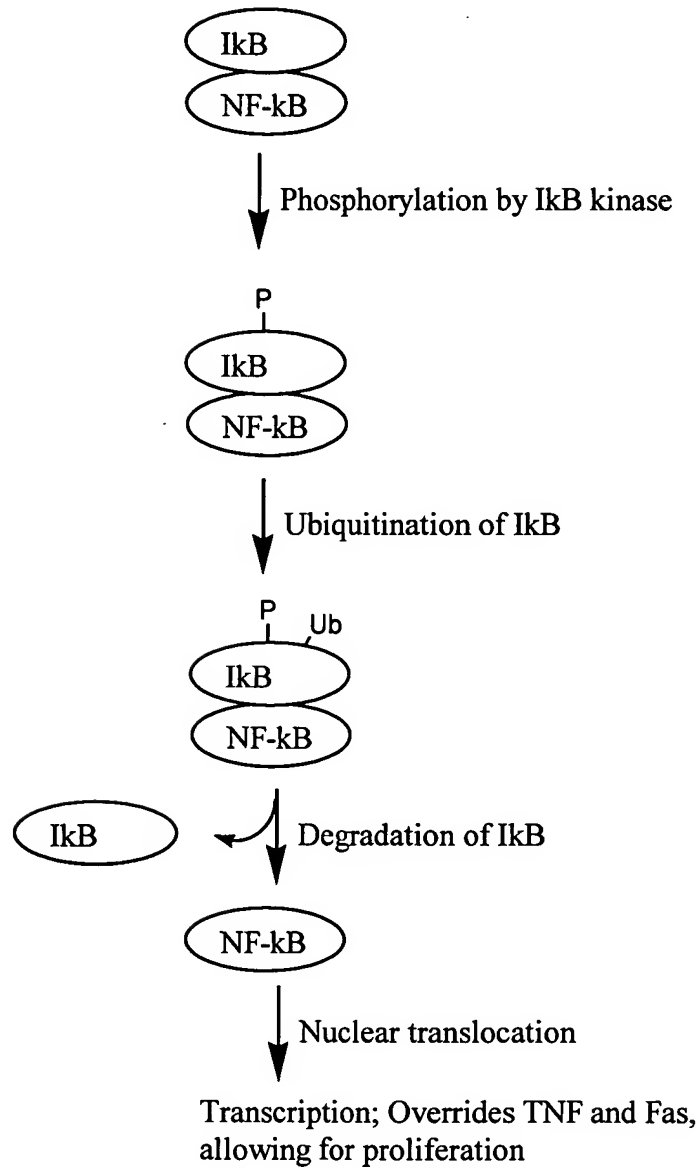 IkB
NF-kB
Phosphorylation by IkB kinase
P
IkB
NF-kB
Ubiquitination of IkB
P
Ub
IkB
NF-kB
IkB
Degradation of IkB
NF-kB
Nuclear translocation
Transcription; Overrides TNF and Fas,
allowing for proliferation